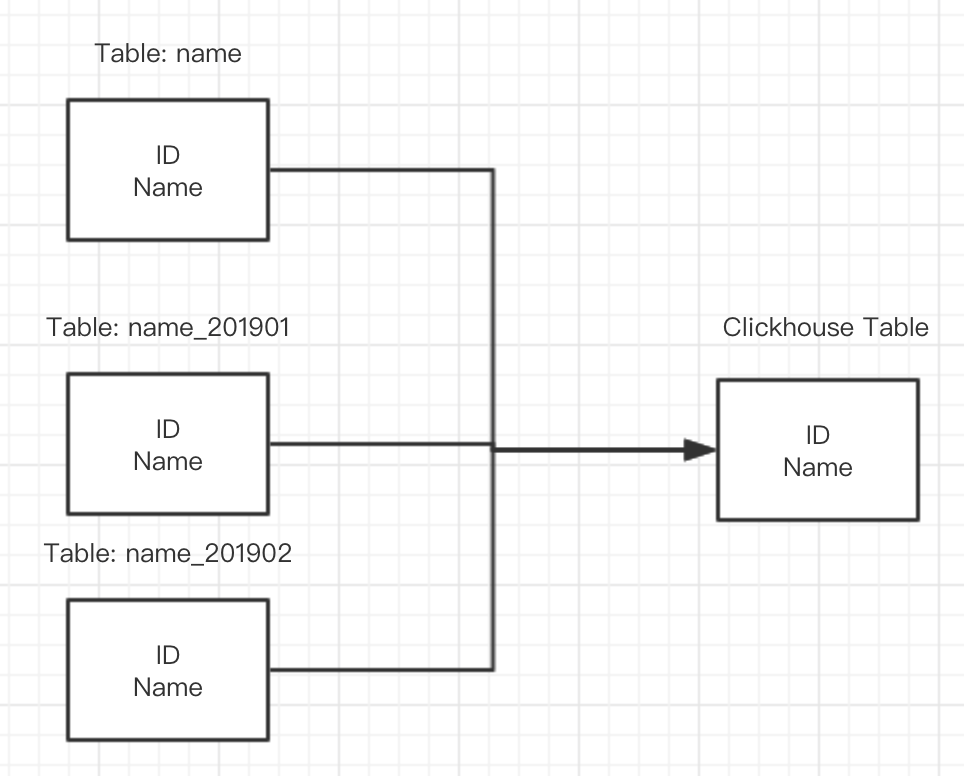 Table: name
ID
Name
Table: name_201901
ID
Name
Table: name_201902
ID
Name
Clickhouse Table
ID
Name